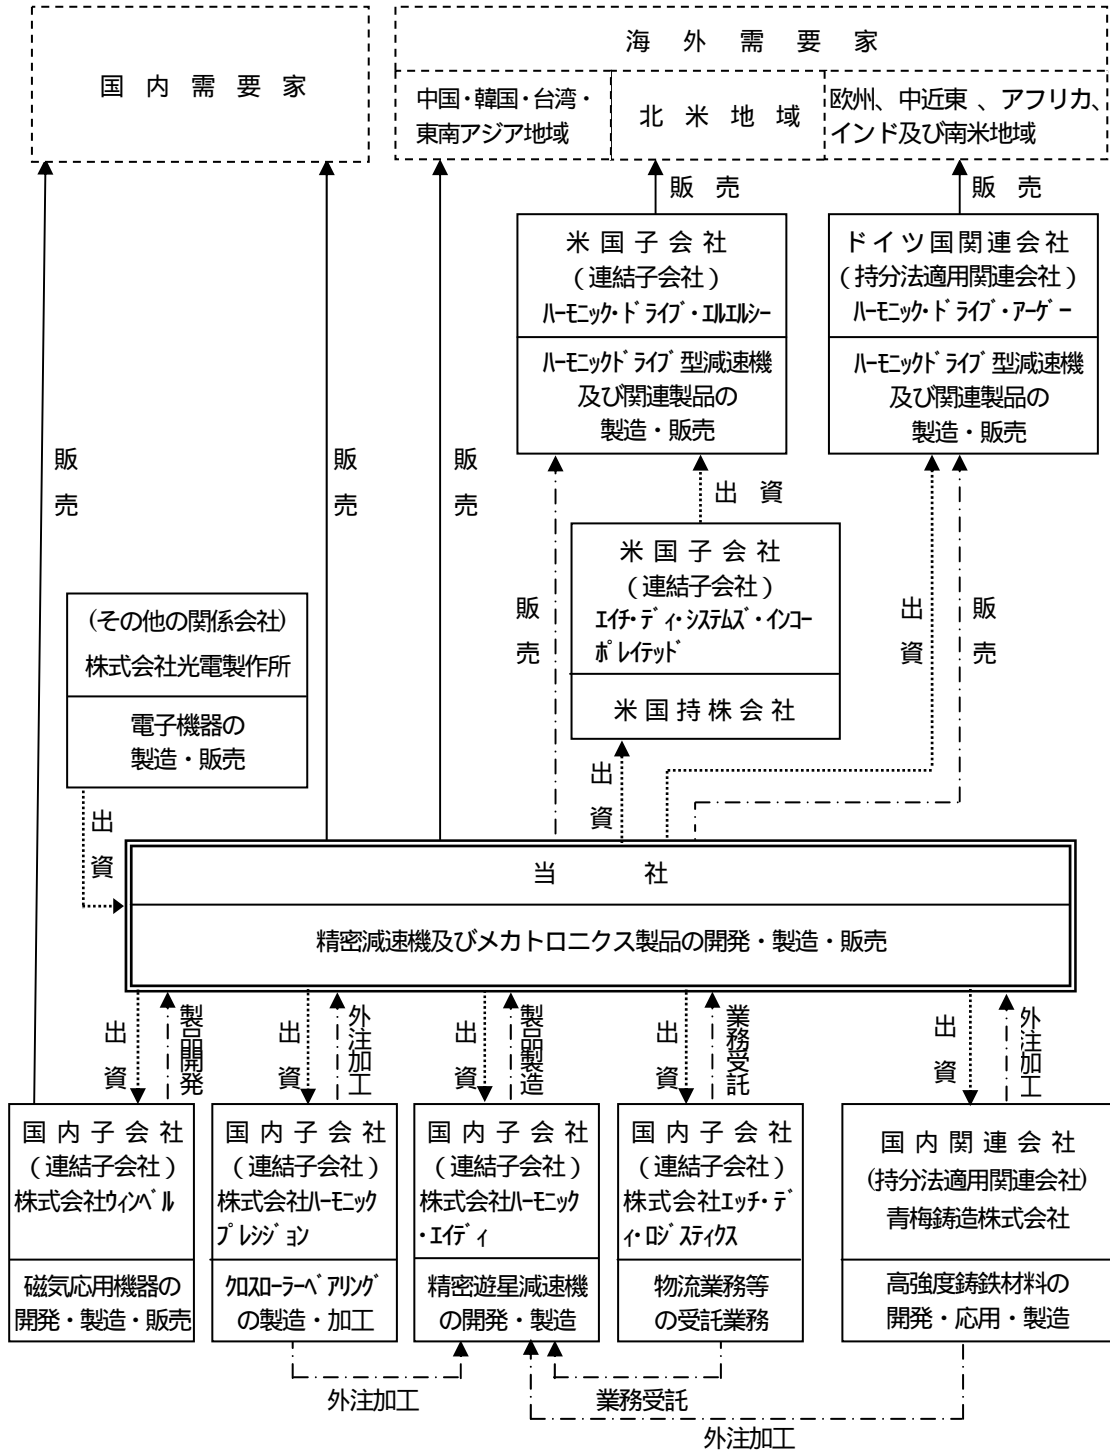 国内需要家
海外需要家
中国・韓国・台湾・
東南アジア地域
北米地域
欧州、中近東、アフリカ、
インド及び南米地域
販売
販売
米国子会社
(連結子会社)
ﾊｰﾓﾆｯｸ・ﾄﾞﾗｲﾌﾞ・ｴﾙｴﾙｼｰ
ﾊｰﾓﾆｯｸﾄﾞﾗｲﾌﾞ型減速機
及び関連製品の
製造・販売
ドイツ国関連会社
(持分法適用関連会社)
ﾊｰﾓﾆｯｸ・ﾄﾞﾗｲﾌﾞ・ｱｰｹﾞｰ
ﾊｰﾓﾆｯｸﾄﾞﾗｲﾌﾞ型減速機
及び関連製品の
製造・販売
販売
販売
販売
出資
米国子会社
(連結子会社)
ｴｲﾁ・ﾃﾞｨ・ｼｽﾃﾑｽﾞ・ｲﾝｺｰ
ﾎﾟﾚｲﾃｯﾄﾞ
米国持株会社
販売
出資
販売
(その他の関係会社)
株式会社光電製作所
電子機器の
製造・販売
出資
出資
当社
精密減速機及びメカトロニクス製品の開発・製造・販売
出資
製品開発
出資
外注加工
出資
製品製造
出資
業務受託
出資
外注加工
国内子会社
(連結子会社)
株式会社ｳｨﾝﾍﾞﾙ
磁気応用機器の
開発・製造・販売
国内子会社
(連結子会社)
株式会社ﾊｰﾓﾆｯｸ
ﾌﾟﾚｼｼﾞｮﾝ
ｸﾛｽﾛｰﾗｰﾍﾞｱﾘﾝｸﾞ
の製造・加工
国内子会社
(連結子会社)
株式会社ﾊｰﾓﾆｯｸ
・ｴｲﾃﾞｨ
精密遊星減速機
の開発・製造
国内子会社
(連結子会社)
株式会社ｴｯﾁ・ﾃﾞ
ｨ・ﾛｼﾞｽﾃｨｸｽ
物流業務等
の受託業務
国内関連会社
(持分法適用関連会社)
青梅鋳造株式会社
高強度鋳鉄材料の
開発・応用・製造
外注加工
業務受託
外注加工